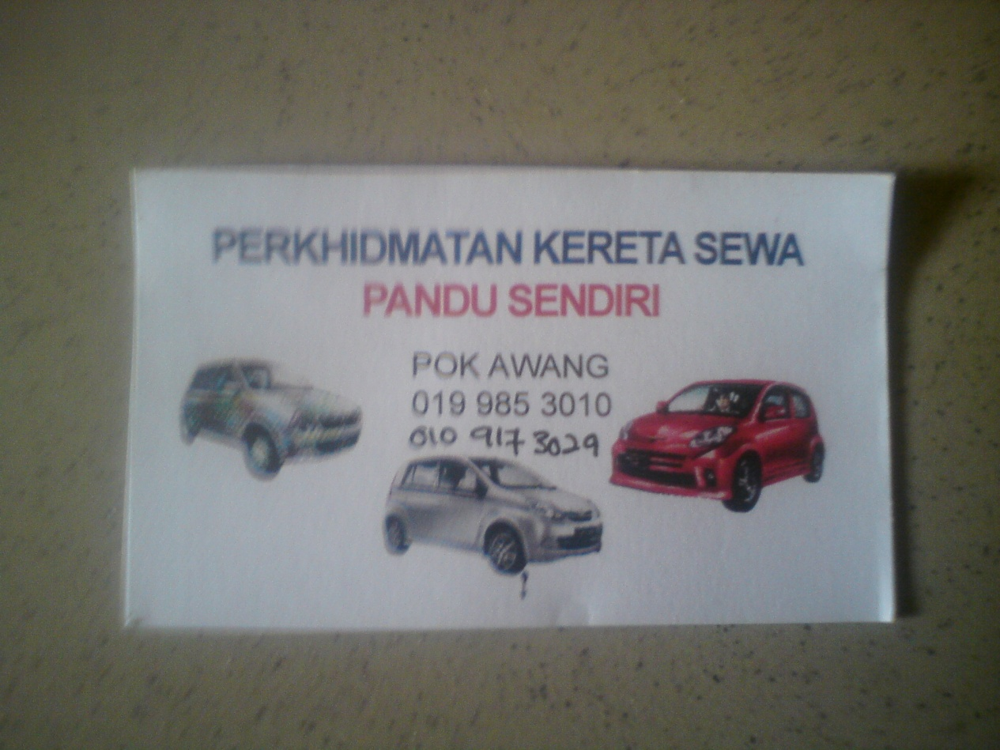 PERKHIDMATAN KERETA SEWA
PANDU SENDIRI
POK AWANG
019 985 3010
010 917 3029